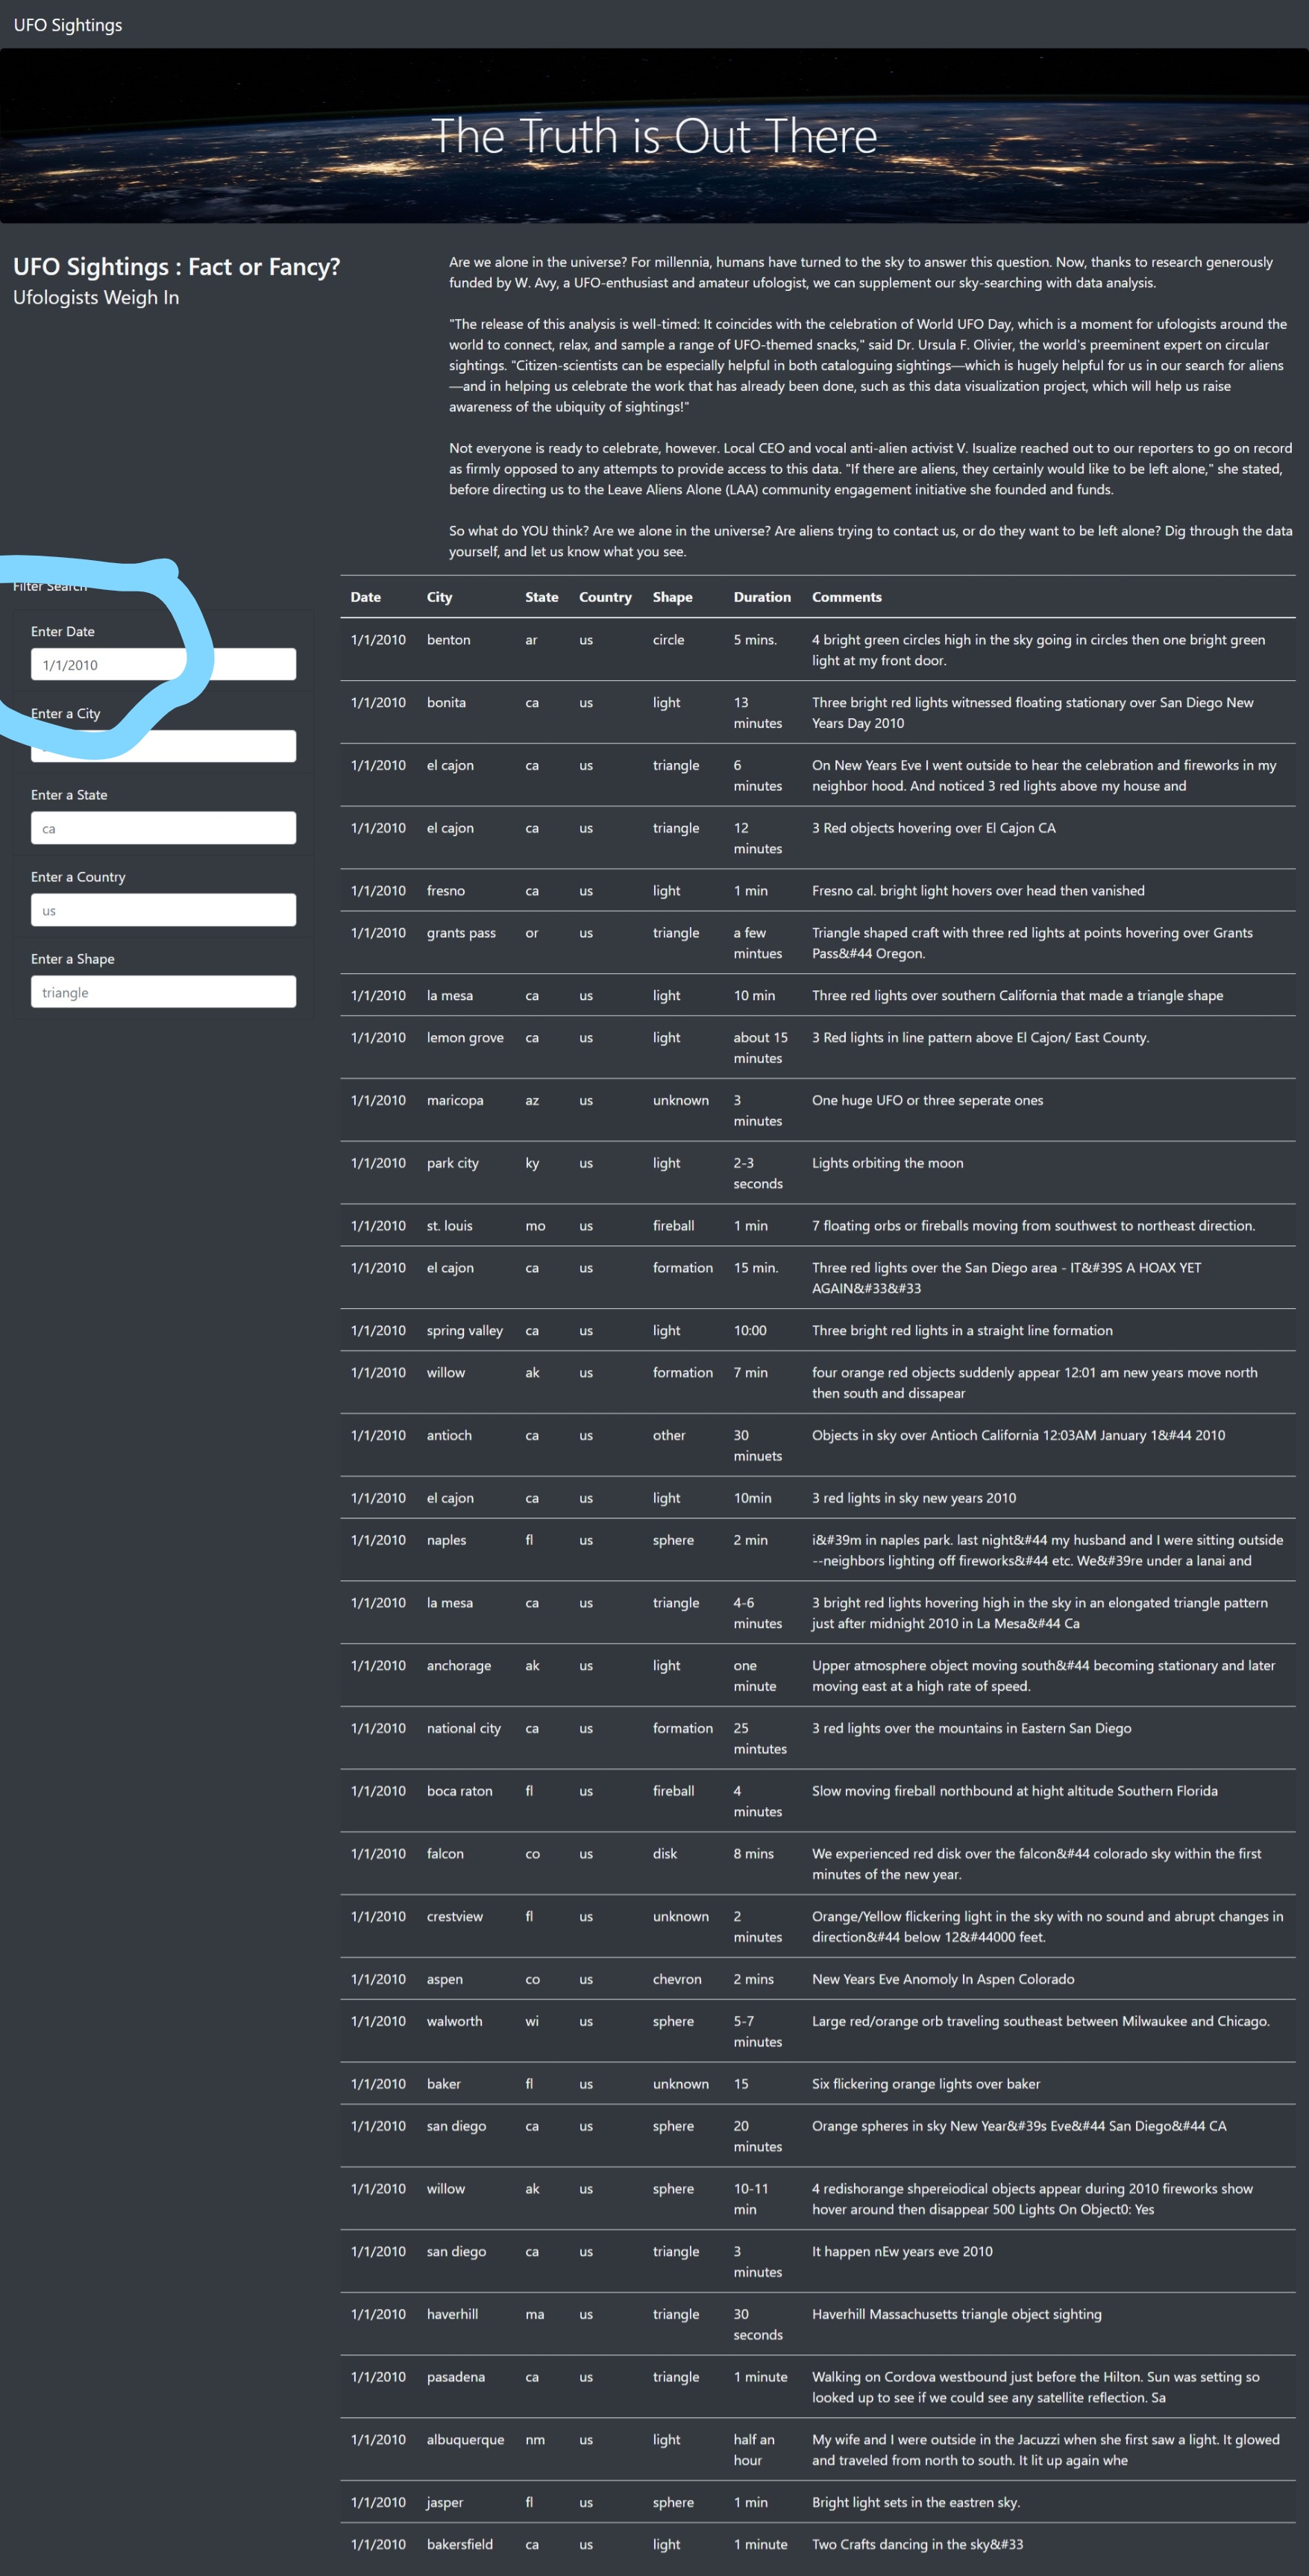 UFO Sightings
The Truth is Out There
UFO Sightings : Fact or Fancy?
Ufologists Weigh In
Are we alone in the universe? For millennia, humans have turned to the sky to answer this question. Now, thanks to research generously
funded by W. Avy, a UFO-enthusiast and amateur ufologist, we can supplement our sky-searching with data analysis.
"The release of this analysis is well-timed: It coincides with the celebration of World UFO Day, which is a moment for ufologists around the
world to connect, relax, and sample a range of UFO-themed snacks," said Dr. Ursula F. Olivier, the world's preeminent expert on circular
sightings. "Citizen-scientists can be especially helpful in both cataloguing sightings—which is hugely helpful for us in our search for aliens
—and in helping us celebrate the work that has already been done, such as this data visualization project, which will help us raise
awareness of the ubiquity of sightings!"
Not everyone is ready to celebrate, however. Local CEO and vocal anti-alien activist V. Isualize reached out to our reporters to go on record
as firmly opposed to any attempts to provide access to this data. "If there are aliens, they certainly would like to be left alone," she stated,
before directing us to the Leave Aliens Alone (LAA) community engagement initiative she founded and funds.
So what do YOU think? Are we alone in the universe? Are aliens trying to contact us, or do they want to be left alone? Dig through the data
yourself, and let us know what you see.
Filter Search
Enter Date
1/1/2010
Enter a City
Enter a State
ca
Enter a Country
us
Enter a Shape
triangle
Date City State Country Shape Duration Comments
1/1/2010 benton ar us circle 5 mins. 4 bright green circles high in the sky going in circles then one bright green
light at my front door.
1/1/2010 bonita ca us light 13 Three bright red lights witnessed floating stationary over San Diego New
minutes Years Day 2010
1/1/2010 el cajon ca us triangle 6 On New Years Eve I went outside to hear the celebration and fireworks in my
minutes neighbor hood. And noticed 3 red lights above my house and
1/1/2010 el cajon ca us triangle 12 3 Red objects hovering over El Cajon CA
minutes
1/1/2010 fresno ca us light 1 min Fresno cal. bright light hovers over head then vanished
1/1/2010 grants pass or us triangle a few Triangle shaped craft with three red lights at points hovering over Grants
mintues Pass&#44 Oregon.
1/1/2010 la mesa ca us light 10 min Three red lights over southern California that made a triangle shape
1/1/2010 lemon grove ca us light about 15 3 Red lights in line pattern above El Cajon/ East County.
minutes
1/1/2010 maricopa az us unknown 3 One huge UFO or three seperate ones
minutes
1/1/2010 park city ky us light 2-3 Lights orbiting the moon
seconds
1/1/2010 st. louis mo us fireball 1 min 7 floating orbs or fireballs moving from southwest to northeast direction.
1/1/2010 el cajon ca us formation 15 min. Three red lights over the San Diego area - IT&#39S A HOAX YET
AGAIN&#33&#33
1/1/2010 spring valley ca us light 10:00 Three bright red lights in a straight line formation
1/1/2010 willow ak us formation 7 min four orange red objects suddenly appear 12:01 am new years move north
then south and dissapear
1/1/2010 antioch ca us other 30 Objects in sky over Antioch California 12:03AM January 1&#44 2010
minuets
1/1/2010 el cajon ca us light 10min 3 red lights in sky new years 2010
1/1/2010 naples fl us sphere 2 min i&#39m in naples park. last night&#44 my husband and I were sitting outside
--neighbors lighting off fireworks&#44 etc. We&#39re under a lanai and
1/1/2010 la mesa ca us triangle 4-6 3 bright red lights hovering high in the sky in an elongated triangle pattern
minutes just after midnight 2010 in La Mesa&#44 Ca
1/1/2010 anchorage ak us light one Upper atmosphere object moving south&#44 becoming stationary and later
minute moving east at a high rate of speed.
1/1/2010 national city ca us formation 25 3 red lights over the mountains in Eastern San Diego
mintutes
1/1/2010 boca raton fl us fireball 4 Slow moving fireball northbound at hight altitude Southern Florida
minutes
1/1/2010 falcon co us disk 8 mins We experienced red disk over the falcon&#44 colorado sky within the first
minutes of the new year.
1/1/2010 crestview fl us unknown 2 Orange/Yellow flickering light in the sky with no sound and abrupt changes in
minutes direction&#44 below 12&#44000 feet.
1/1/2010 aspen co us chevron 2 mins New Years Eve Anomoly In Aspen Colorado
1/1/2010 walworth wi us sphere 5-7 Large red/orange orb traveling southeast between Milwaukee and Chicago.
minutes
1/1/2010 baker fl us unknown 15 Six flickering orange lights over baker
1/1/2010 san diego ca us sphere 20 Orange spheres in sky New Year&#39s Eve&#44 San Diego&#44 CA
minutes
1/1/2010 willow ak us sphere 10-11 4 redishorange shpereiodical objects appear during 2010 fireworks show
min hover around then disappear 500 Lights On Object0: Yes
1/1/2010 san diego ca us triangle 3 It happen nEw years eve 2010
minutes
1/1/2010 haverhill ma us triangle 30 Haverhill Massachusetts triangle object sighting
seconds
1/1/2010 pasadena ca us triangle 1 minute Walking on Cordova westbound just before the Hilton. Sun was setting so
looked up to see if we could see any satellite reflection. Sa
1/1/2010 albuquerque nm us light half an My wife and I were outside in the Jacuzzi when she first saw a light. It glowed
hour and traveled from north to south. It lit up again whe
1/1/2010 jasper fl us sphere 1 min Bright light sets in the eastren sky.
1/1/2010 bakersfield ca us light 1 minute Two Crafts dancing in the sky&#33